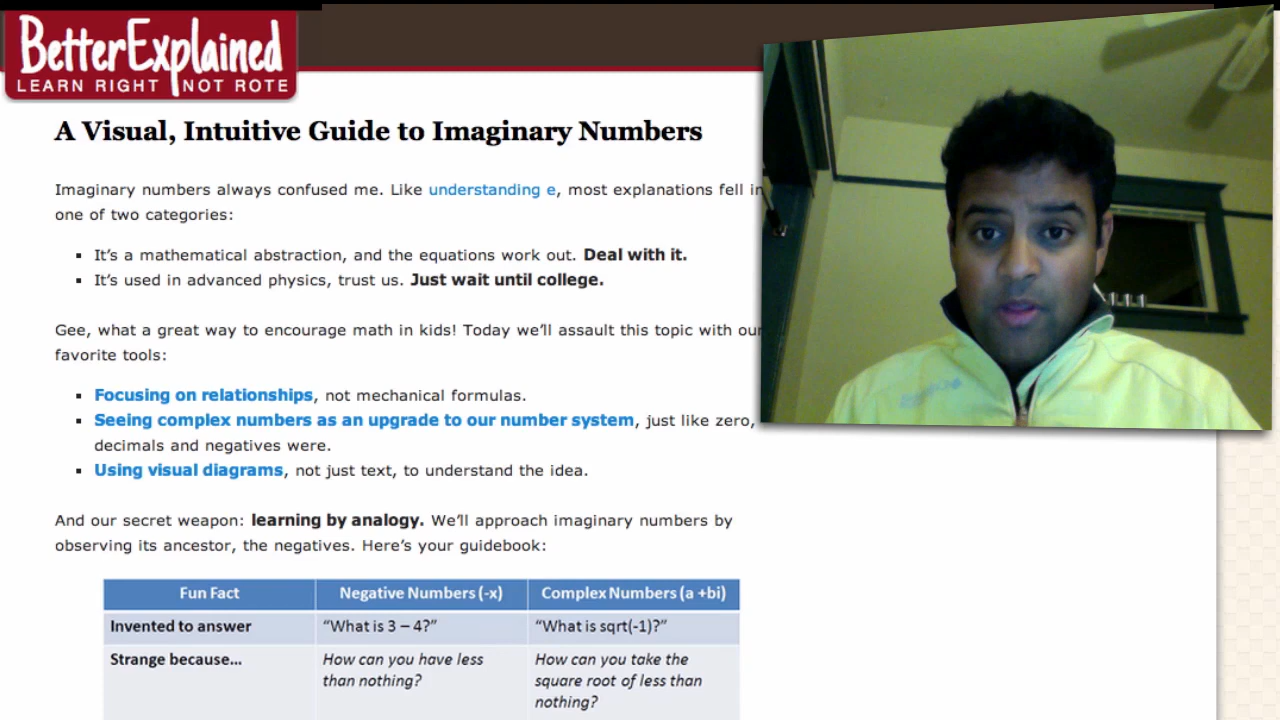 BetterExplained
LEARN RIGHT NOT ROTE
A Visual, Intuitive Guide to Imaginary Numbers
Imaginary numbers always confused me. Like understanding e, most explanations fell in
one of two categories:
▪ It's a mathematical abstraction, and the equations work out. Deal with it.
▪ It's used in advanced physics, trust us. Just wait until college.
Gee, what a great way to encourage math in kids! Today we'll assault this topic with our
favorite tools:
▪ Focusing on relationships, not mechanical formulas.
▪ Seeing complex numbers as an upgrade to our number system, just like zero,
decimals and negatives were.
▪ Using visual diagrams, not just text, to understand the idea.
And our secret weapon: learning by analogy. We'll approach imaginary numbers by
observing its ancestor, the negatives. Here's your guidebook:
Fun Fact Negative Numbers (-x) Complex Numbers (a +bi)
Invented to answer “What is 3 – 4?” “What is sqrt(-1)?”
Strange because... How can you have less How can you take the
than nothing? square root of less than
nothing?